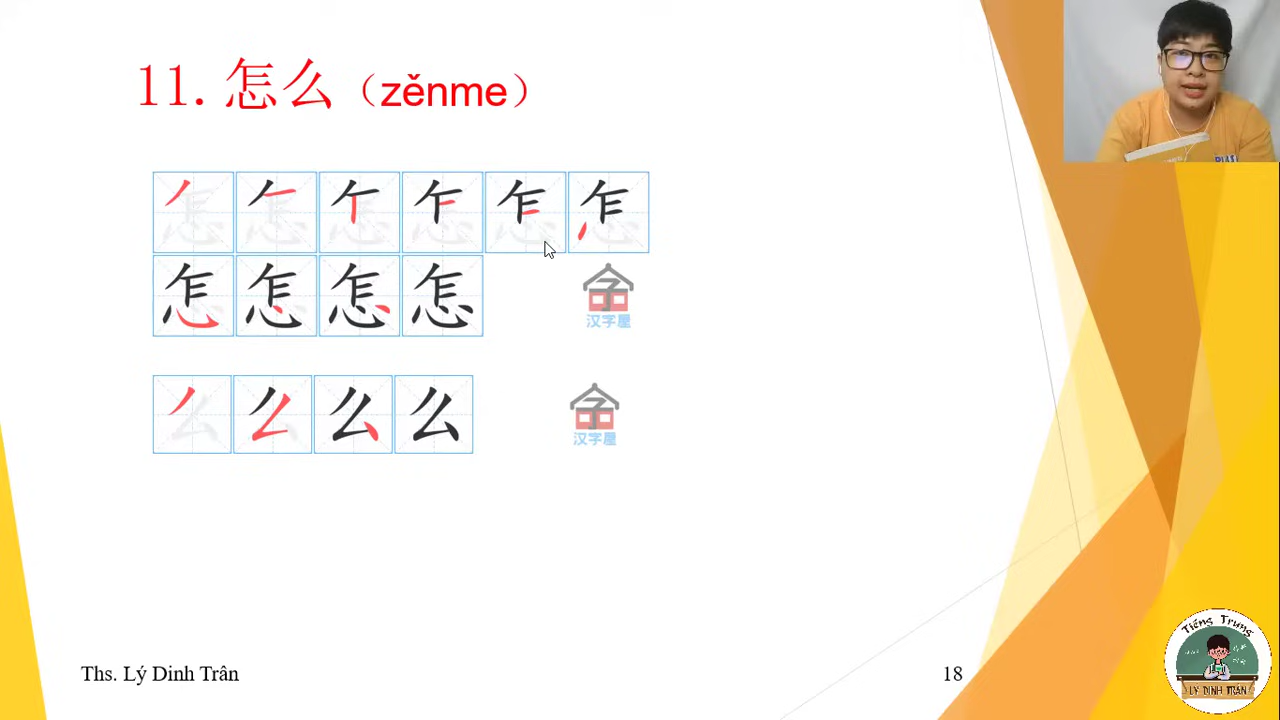 11. 怎么（zěnme）
汉字屋
汉字屋
Ths. Lý Dinh Trân
18
Tiếng Trung
LÝ DINH TRÂN